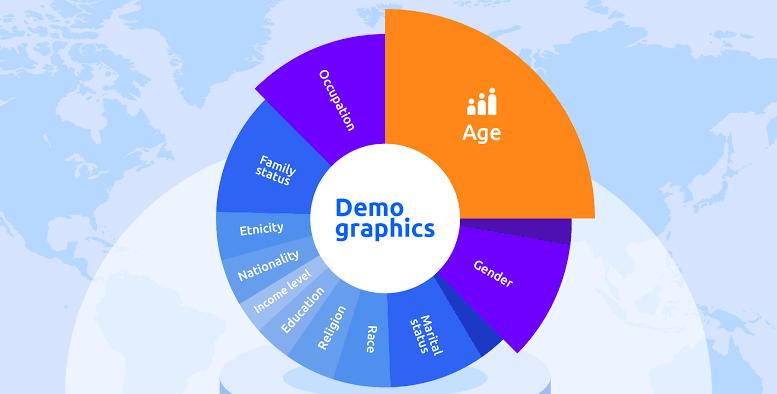 Demo
graphics
Age
Gender
Marital
status
Race
Religion
Education
Income level
Nationality
Etnicity
Family
status
Occupation